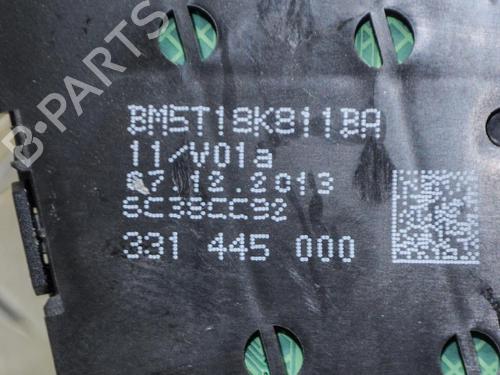 B-PARTS
BM5T18K811BA
11/V01a
07.12.2013
6C38CC92
331 445 000